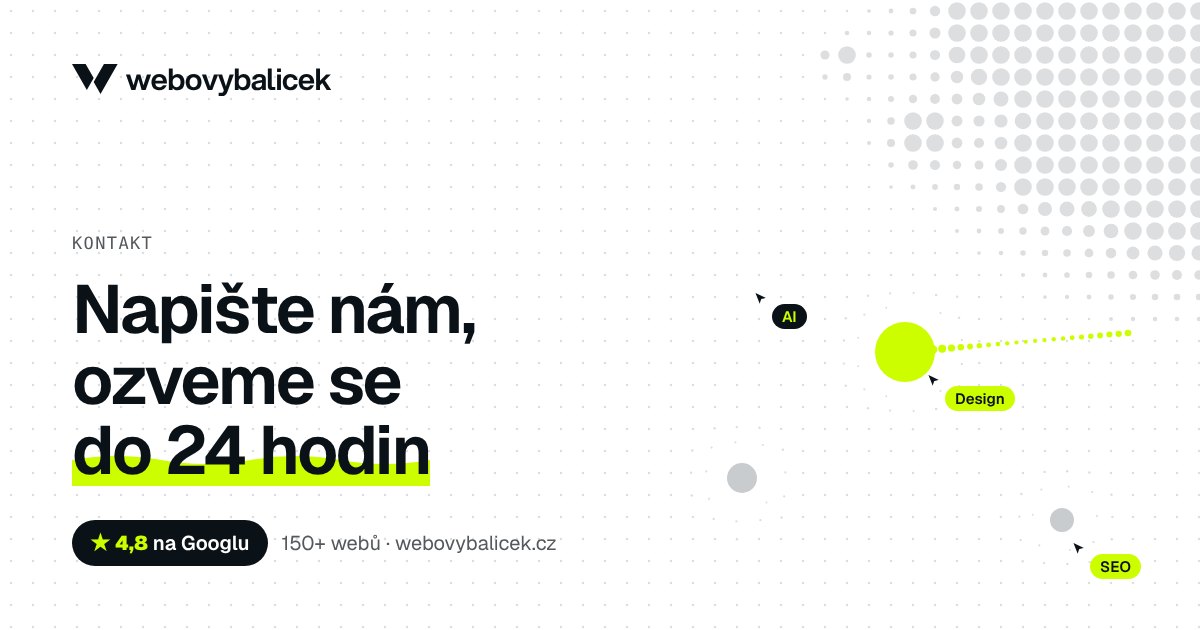 webovybalicek
KONTAKT
Napište nám,
ozveme se
do 24 hodin
★ 4,8 na Googlu
150+ webů · webovybalicek.cz
AI
Design
SEO